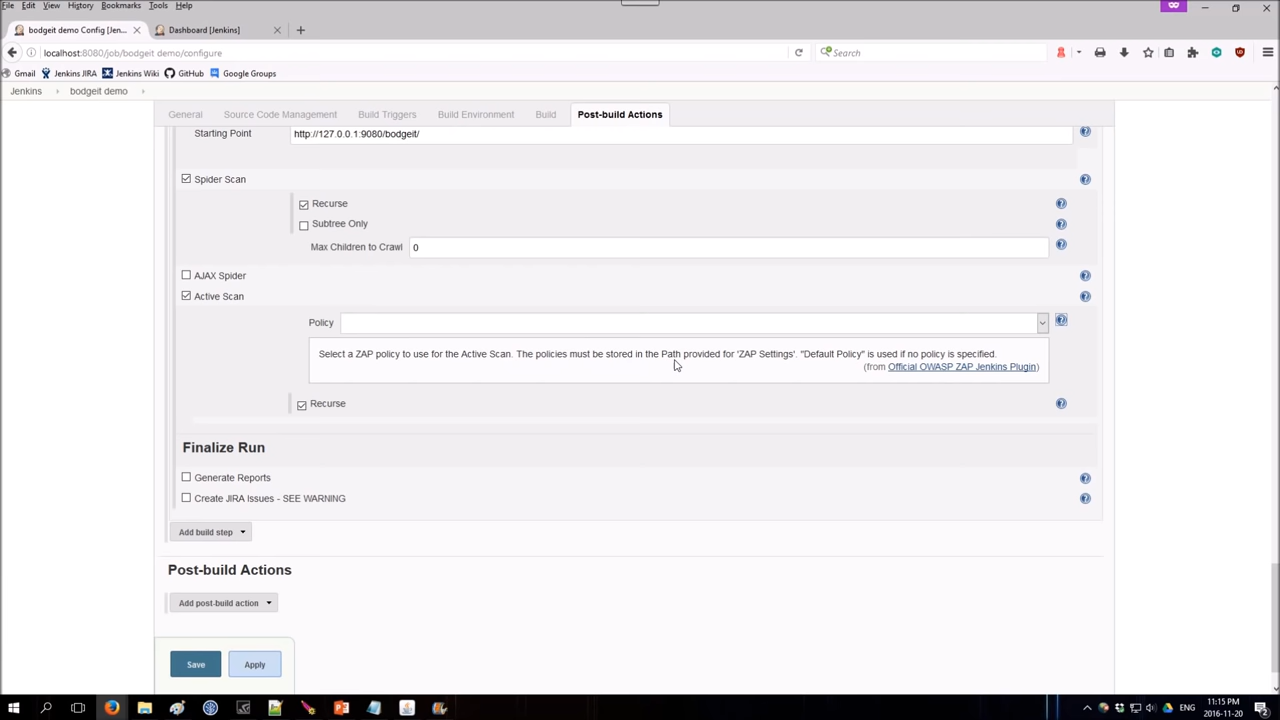 File Edit View History Bookmarks Tools Help
bodgeit demo Config [Jen... Dashboard [Jenkins]
localhost:8080/job/bodgeit demo/configure Search
Gmail Jenkins JIRA Jenkins Wiki GitHub Google Groups
Jenkins bodgeit demo
General Source Code Management Build Triggers Build Environment Build Post-build Actions
Starting Point http://127.0.0.1:9080/bodgeit/
Spider Scan
Recurse
Subtree Only
Max Children to Crawl 0
AJAX Spider
Active Scan
Policy
Select a ZAP policy to use for the Active Scan. The policies must be stored in the Path provided for 'ZAP Settings'. "Default Policy" is used if no policy is specified.
(from Official OWASP ZAP Jenkins Plugin)
Recurse
Finalize Run
Generate Reports
Create JIRA Issues - SEE WARNING
Add build step
Post-build Actions
Add post-build action
Save Apply
ENG 11:15 PM
2016-11-20